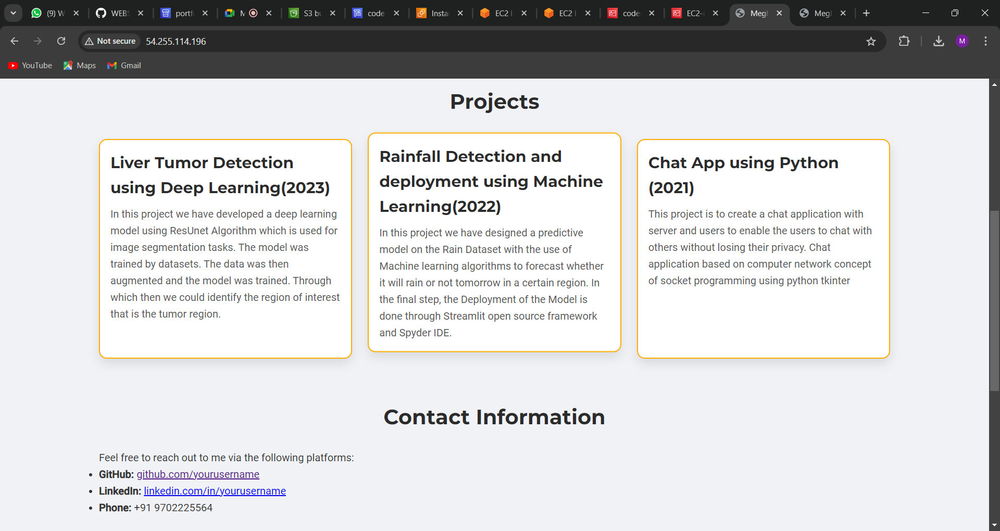 (9) W
WEBS
portf
M
S3 bu
code
Insta
EC2 I
EC2 I
code
EC2-
Megh
Megh
Not secure
54.255.114.196
M
YouTube
Maps
Gmail
Projects
Liver Tumor Detection
using Deep Learning(2023)
In this project we have developed a deep learning
model using ResUnet Algorithm which is used for
image segmentation tasks. The model was
trained by datasets. The data was then
augmented and the model was trained. Through
which then we could identify the region of interest
that is the tumor region.
Rainfall Detection and
deployment using Machine
Learning(2022)
In this project we have designed a predictive
model on the Rain Dataset with the use of
Machine learning algorithms to forecast whether
it will rain or not tomorrow in a certain region. In
the final step, the Deployment of the Model is
done through Streamlit open source framework
and Spyder IDE.
Chat App using Python
(2021)
This project is to create a chat application with
server and users to enable the users to chat with
others without losing their privacy. Chat
application based on computer network concept
of socket programming using python tkinter
Contact Information
Feel free to reach out to me via the following platforms:
GitHub: github.com/yourusername
LinkedIn: linkedin.com/in/yourusername
Phone: +91 9702225564